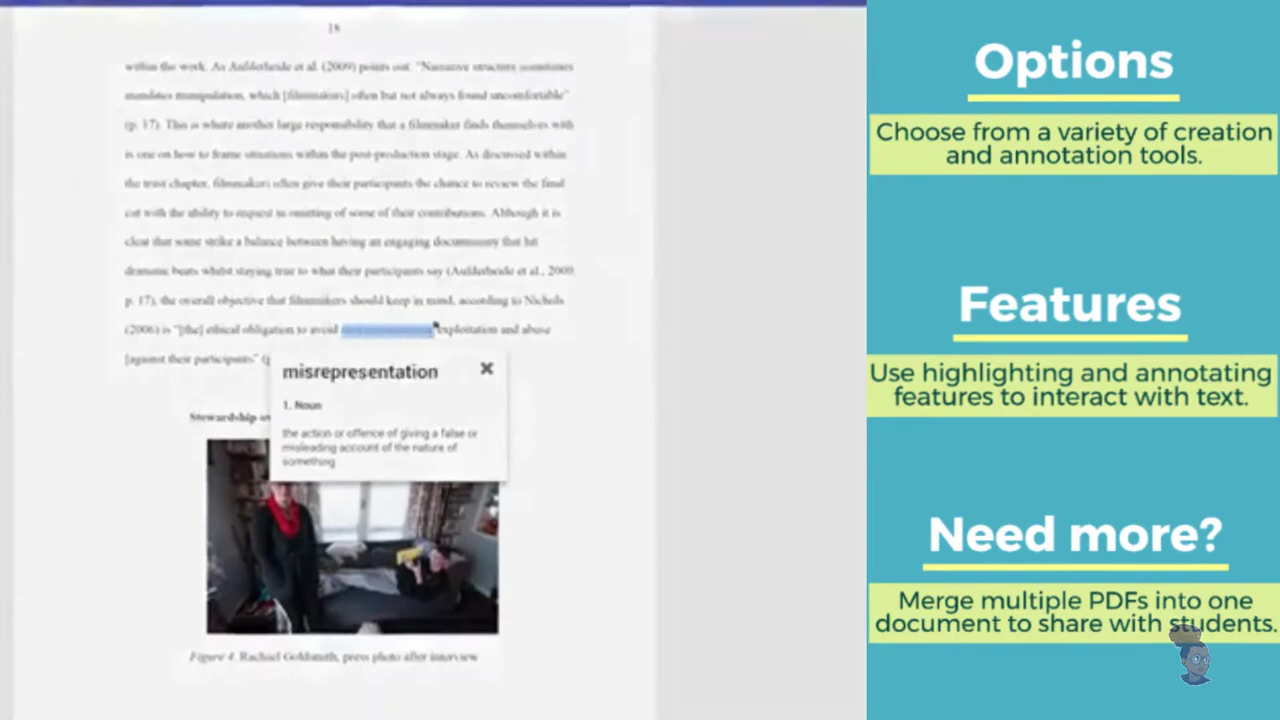 18
within the work. As Aufderheide et al. (2009) points out "Narrative structure sometimes
mandates manipulation, which [filmmakers] often but not always found uncomfortable"
(p. 17). This is where another large responsibility that a filmmaker finds themselves with
is one on how to frame situations within the post-production stage. As discussed within
the trust chapter, filmmakers often give their participants the chance to review the final
cut with the ability to request in omitting of some of their contributions. Although it is
clear that some strike a balance between having an engaging documentary that hit
dramatic beats whilst staying true to what their participants say (Aufderheide et al., 2009
p. 17), the overall objective that filmmakers should keep in mind, according to Nichols
(2006) is "[the] ethical obligation to avoid exploitation and abuse
[against their participants" (p
misrepresentation
1. Noun
the action or offence of giving a false or
misleading account of the nature of
something
Stewardship ov
Figure 4. Rachael Goldsmith, press photo after interview
Options
Choose from a variety of creation
and annotation tools.
Features
Use highlighting and annotating
features to interact with text.
Need more?
Merge multiple PDFs into one
document to share with students.